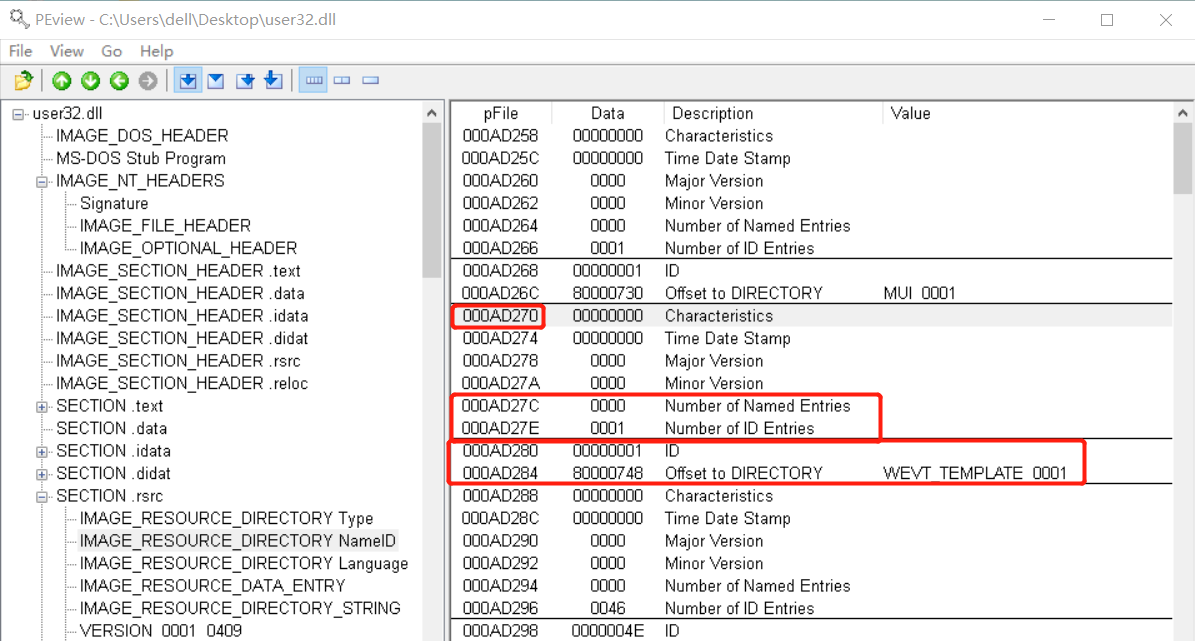 PEview - C:\Users\dell\Desktop\user32.dll
File View Go Help
user32.dll
IMAGE_DOS_HEADER
MS-DOS Stub Program
IMAGE_NT_HEADERS
Signature
IMAGE_FILE_HEADER
IMAGE_OPTIONAL_HEADER
IMAGE_SECTION_HEADER .text
IMAGE_SECTION_HEADER .data
IMAGE_SECTION_HEADER .idata
IMAGE_SECTION_HEADER .didat
IMAGE_SECTION_HEADER .rsrc
IMAGE_SECTION_HEADER .reloc
SECTION .text
SECTION .data
SECTION .idata
SECTION .didat
SECTION .rsrc
IMAGE_RESOURCE_DIRECTORY Type
IMAGE_RESOURCE_DIRECTORY NameID
IMAGE_RESOURCE_DIRECTORY Language
IMAGE_RESOURCE_DATA_ENTRY
IMAGE_RESOURCE_DIRECTORY_STRING
VERSION 0001 0409
pFile Data Description Value
000AD258 00000000 Characteristics
000AD25C 00000000 Time Date Stamp
000AD260 0000 Major Version
000AD262 0000 Minor Version
000AD264 0000 Number of Named Entries
000AD266 0001 Number of ID Entries
000AD268 00000001 ID
000AD26C 80000730 Offset to DIRECTORY MUI 0001
000AD270 00000000 Characteristics
000AD274 00000000 Time Date Stamp
000AD278 0000 Major Version
000AD27A 0000 Minor Version
000AD27C 0000 Number of Named Entries
000AD27E 0001 Number of ID Entries
000AD280 00000001 ID
000AD284 80000748 Offset to DIRECTORY WEVT_TEMPLATE 0001
000AD288 00000000 Characteristics
000AD28C 00000000 Time Date Stamp
000AD290 0000 Major Version
000AD292 0000 Minor Version
000AD294 0000 Number of Named Entries
000AD296 0046 Number of ID Entries
000AD298 0000004E ID